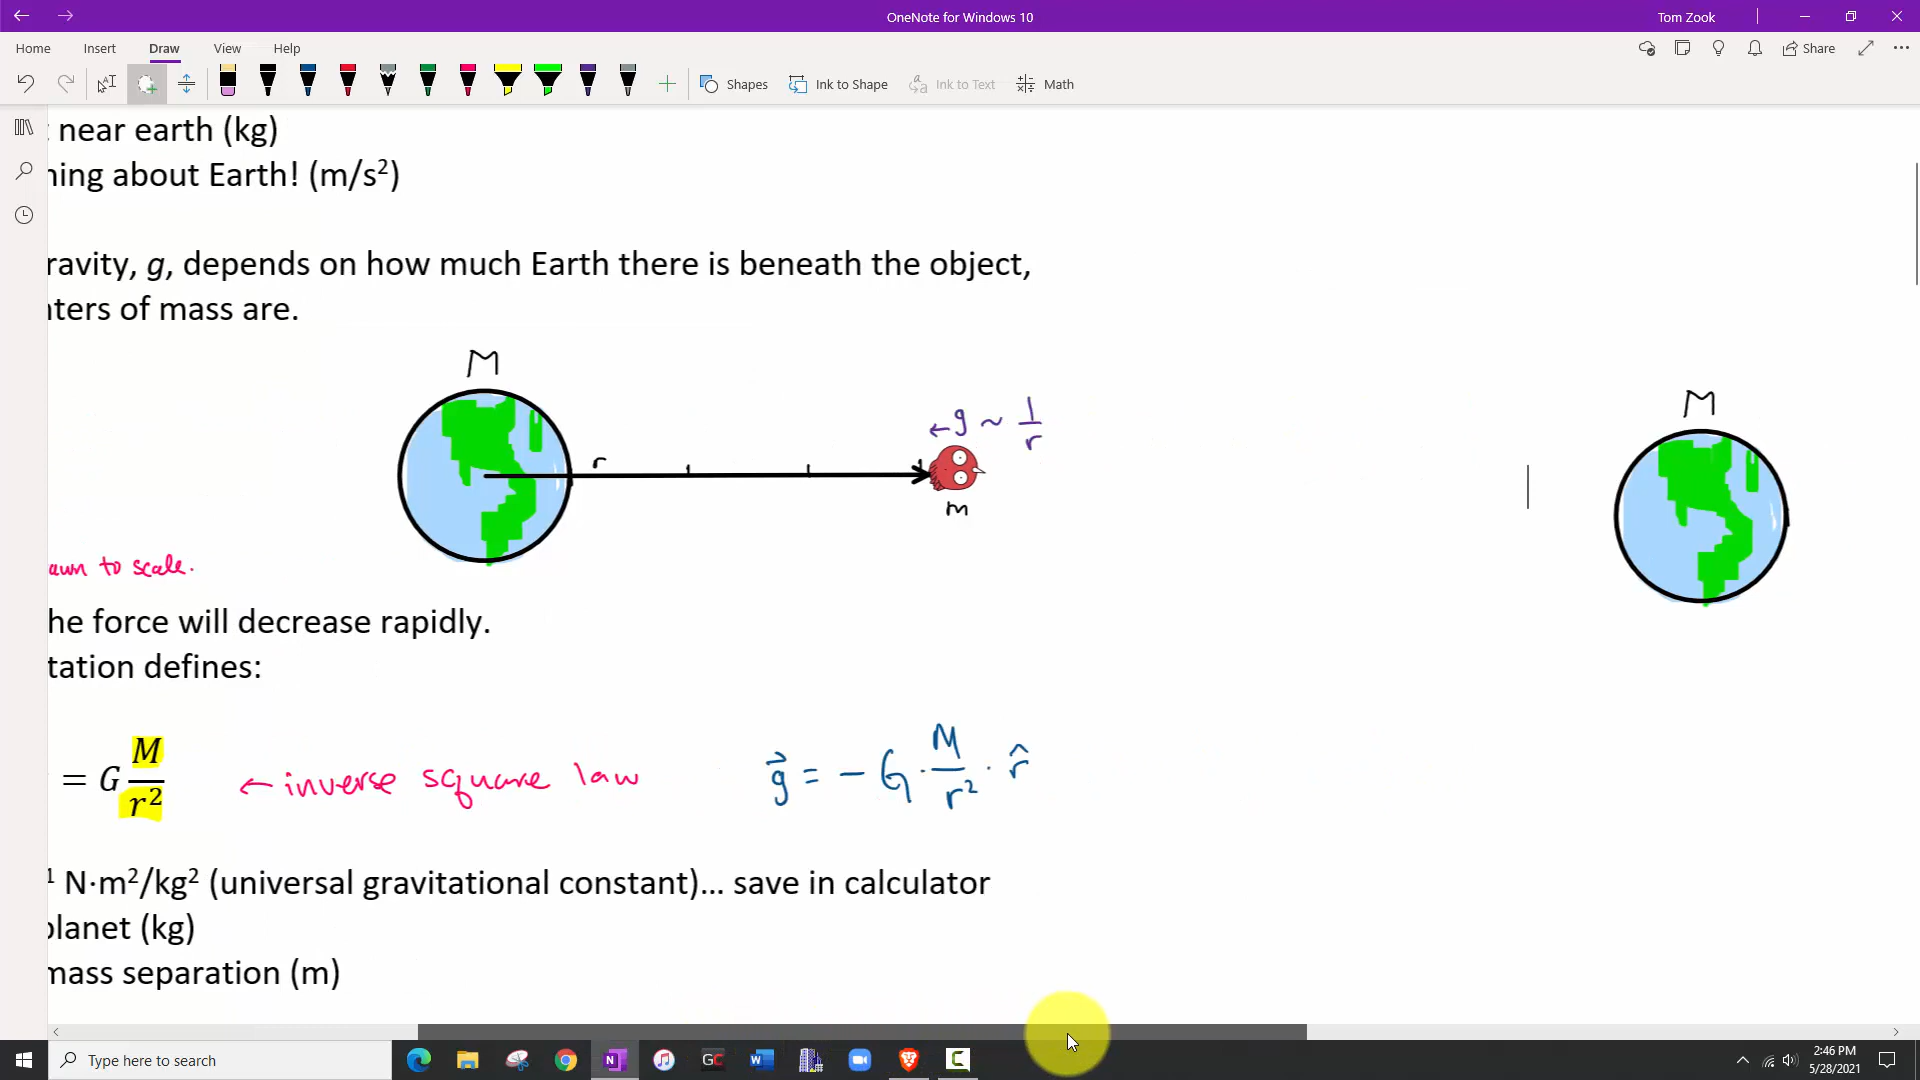 OneNote for Windows 10
Tom Zook
Home Insert Draw View Help
Share
Shapes Ink to Shape Ink to Text Math
near earth (kg)
ning about Earth! (m/s²)
ravity, g, depends on how much Earth there is beneath the object,
nters of mass are.
M
M
g ~ 1/r
r
m
awn to scale.
he force will decrease rapidly.
tation defines:
= G M/r² ← inverse square law
g⃗ = - G · M/r² · r̂
¹ N·m²/kg² (universal gravitational constant)... save in calculator
planet (kg)
mass separation (m)
Type here to search
GC
2:46 PM
5/28/2021